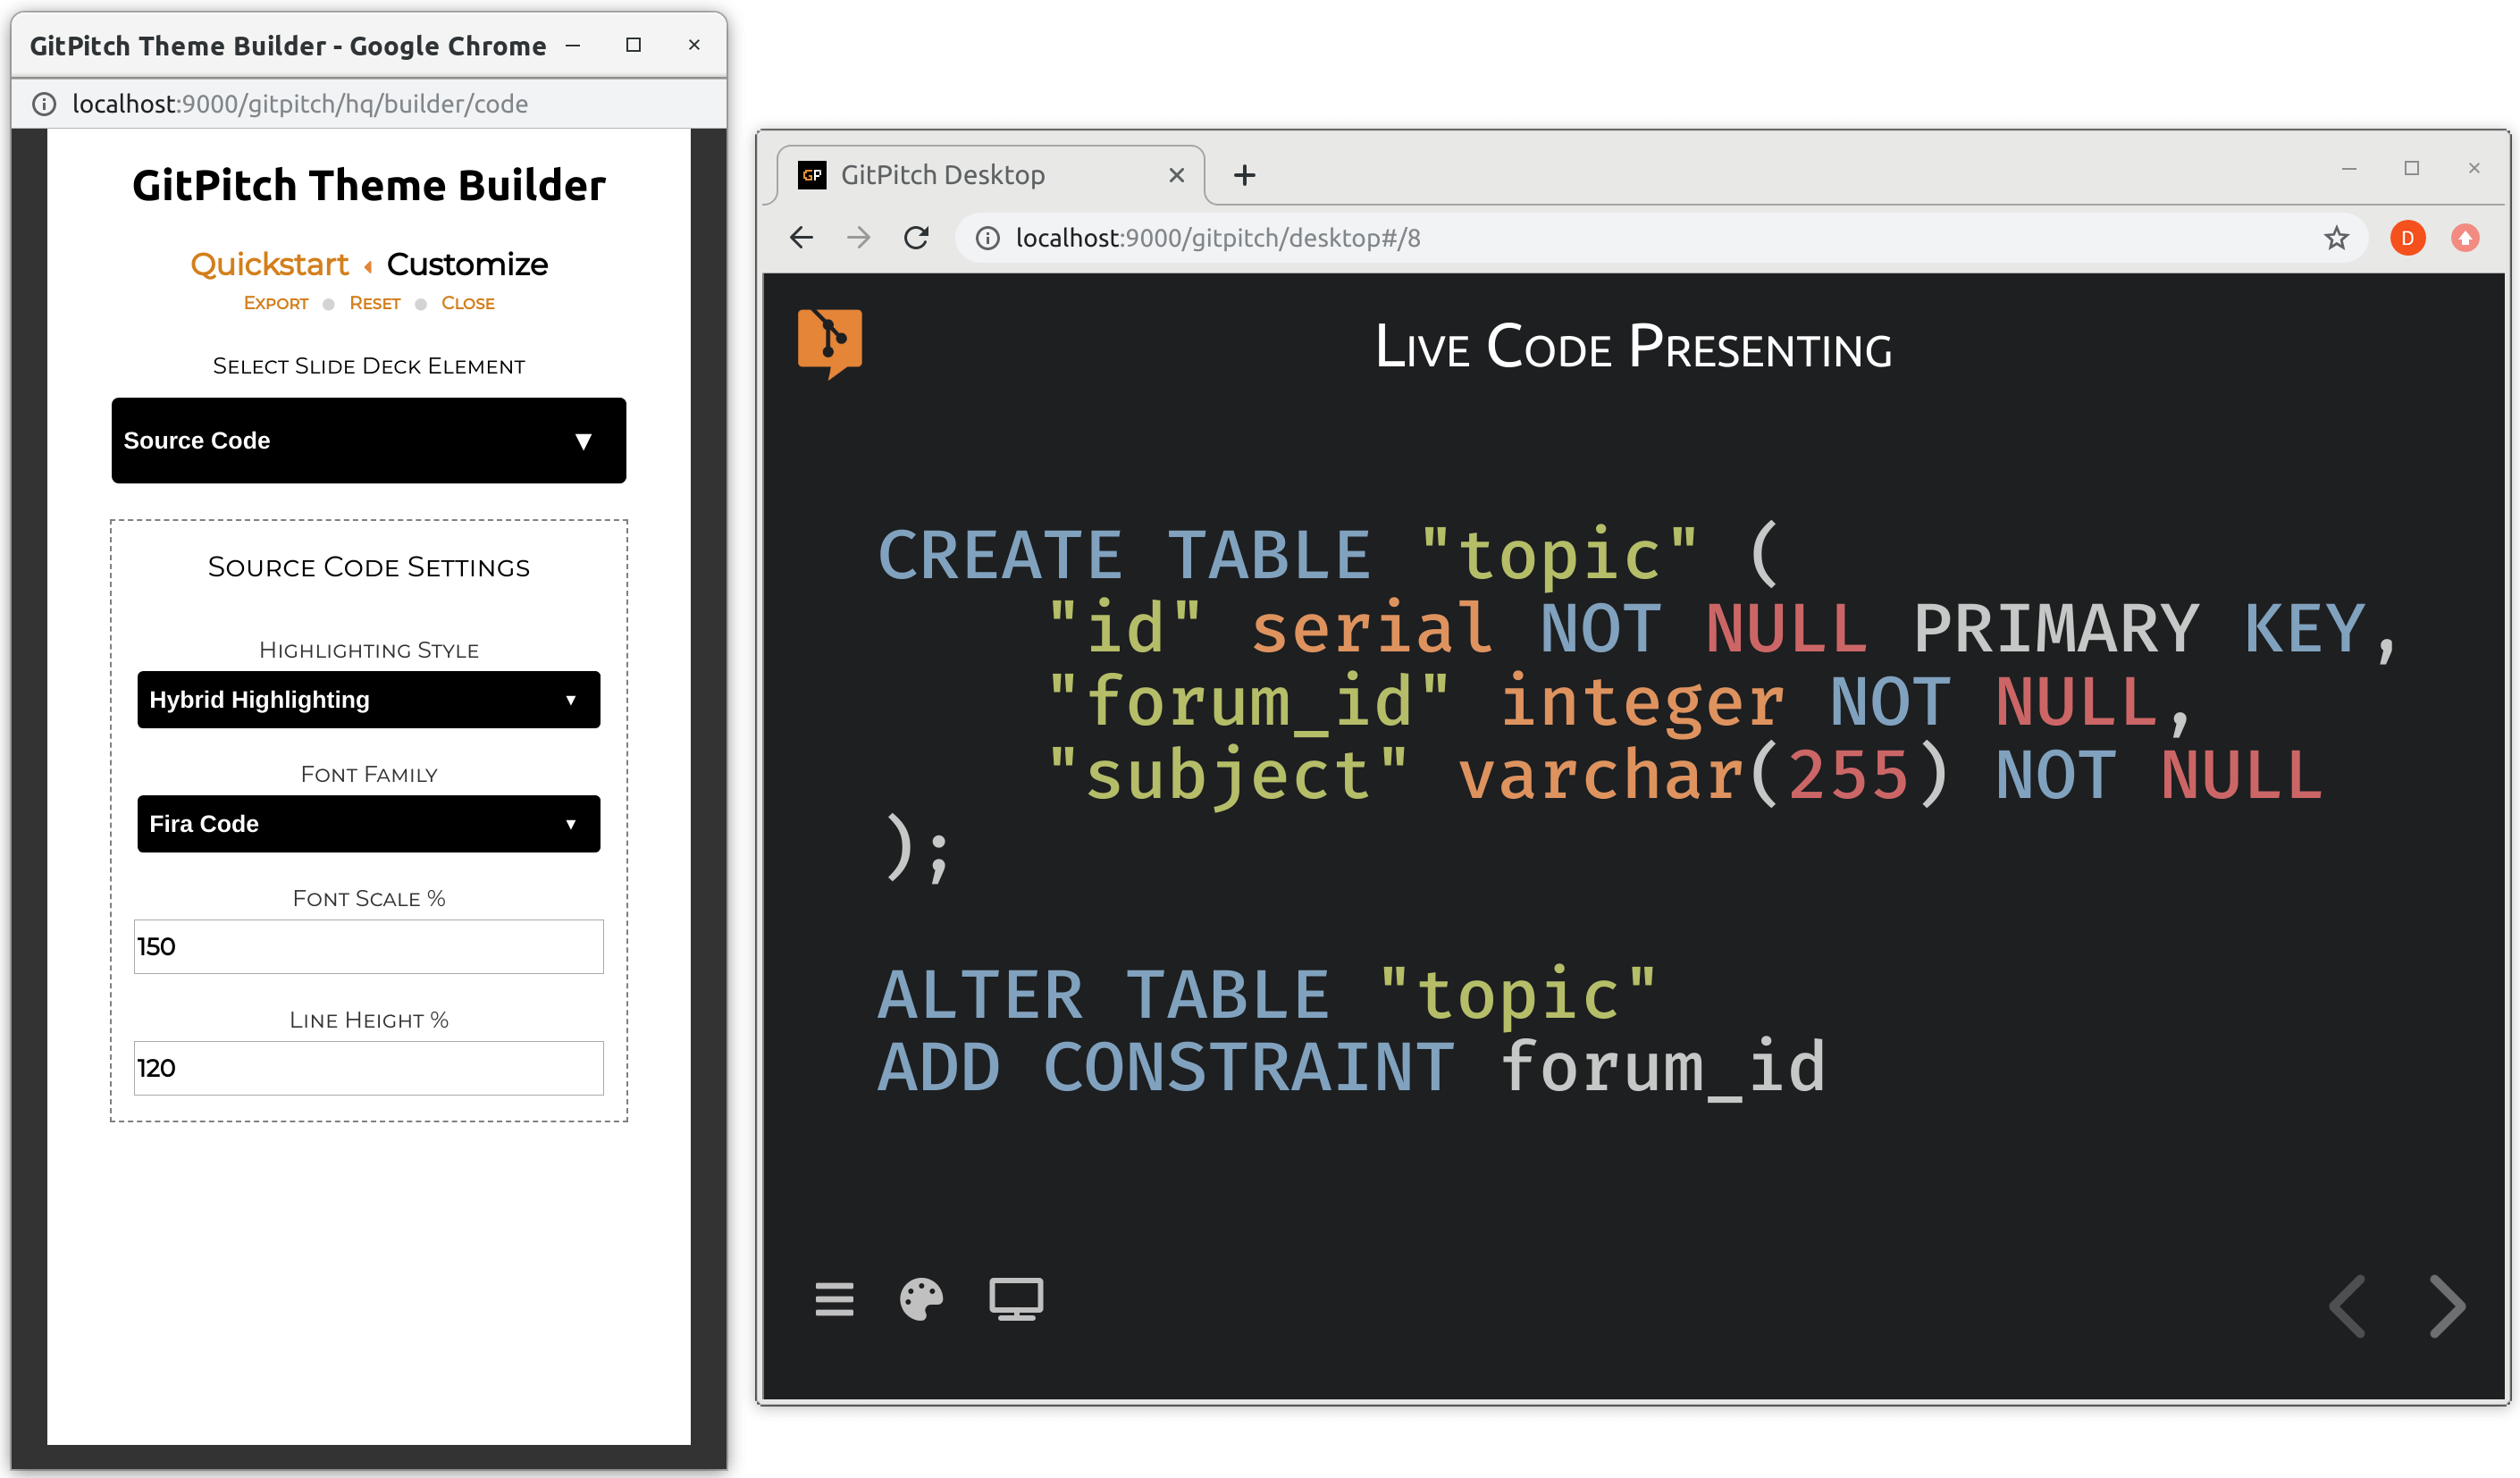 GitPitch Theme Builder - Google Chrome
localhost:9000/gitpitch/hq/builder/code
GitPitch Theme Builder
Quickstart Customize
Export Reset Close
Select Slide Deck Element
Source Code
Source Code Settings
Highlighting Style
Hybrid Highlighting
Font Family
Fira Code
Font Scale %
150
Line Height %
120
GP GitPitch Desktop
localhost:9000/gitpitch/desktop#/8
D
Live Code Presenting
CREATE TABLE "topic" (
"id" serial NOT NULL PRIMARY KEY,
"forum_id" integer NOT NULL,
"subject" varchar(255) NOT NULL
);
ALTER TABLE "topic"
ADD CONSTRAINT forum_id